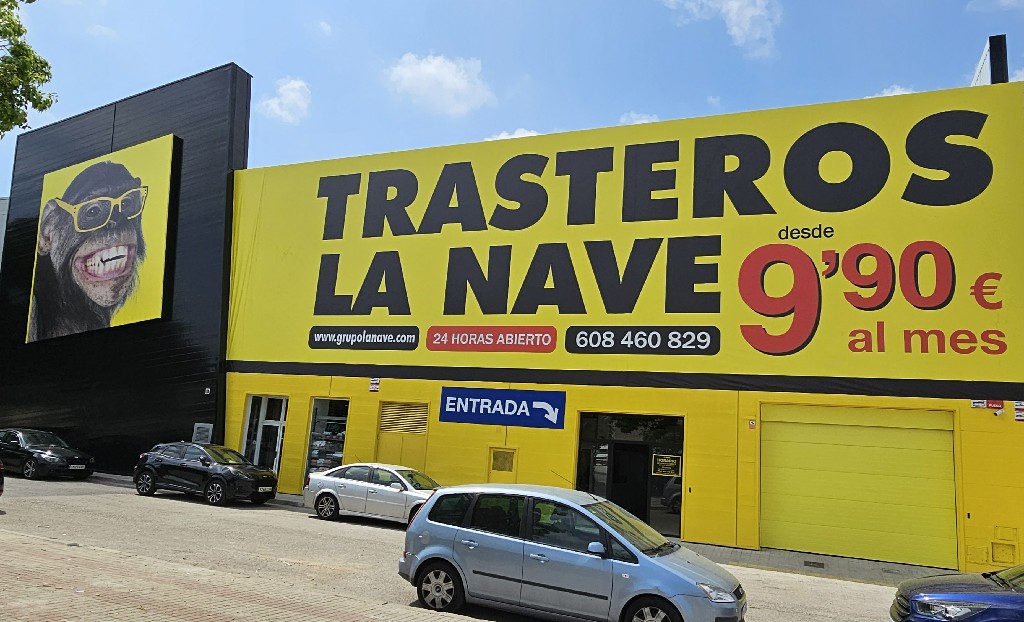 TRASTEROS
LA NAVE
desde
9'90 €
al mes
www.grupolanave.com
24 HORAS ABIERTO
608 460 829
ENTRADA